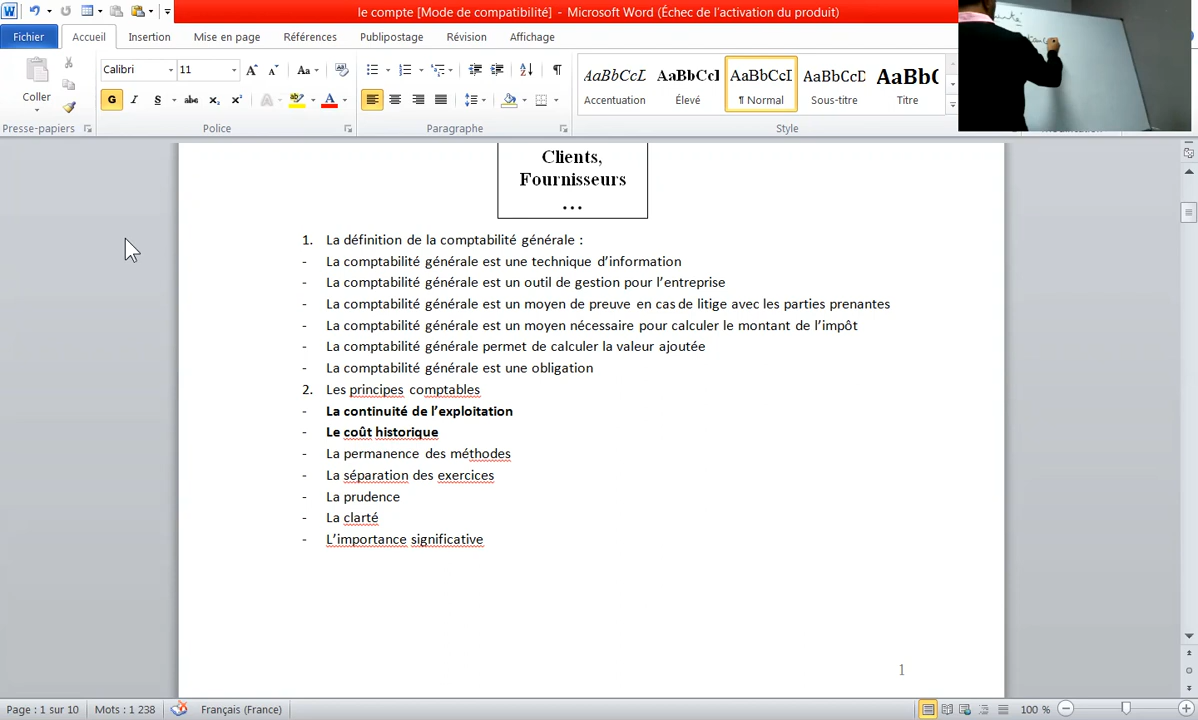 le compte [Mode de compatibilité] - Microsoft Word (Échec de l'activation du produit)
Fichier Accueil Insertion Mise en page Références Publipostage Révision Affichage
Coller
Calibri 11
AaBbCcL AaBbCcI AaBbCcI AaBbCcD AaBb(
Accentuation Élevé ¶ Normal Sous-titre Titre
Presse-papiers Police Paragraphe Style
Clients,
Fournisseurs
…
1. La définition de la comptabilité générale :
- La comptabilité générale est une technique d’information
- La comptabilité générale est un outil de gestion pour l’entreprise
- La comptabilité générale est un moyen de preuve en cas de litige avec les parties prenantes
- La comptabilité générale est un moyen nécessaire pour calculer le montant de l’impôt
- La comptabilité générale permet de calculer la valeur ajoutée
- La comptabilité générale est une obligation
2. Les principes comptables
- La continuité de l’exploitation
- Le coût historique
- La permanence des méthodes
- La séparation des exercices
- La prudence
- La clarté
- L’importance significative
1
Page : 1 sur 10 Mots : 1 238 Français (France) 100 %